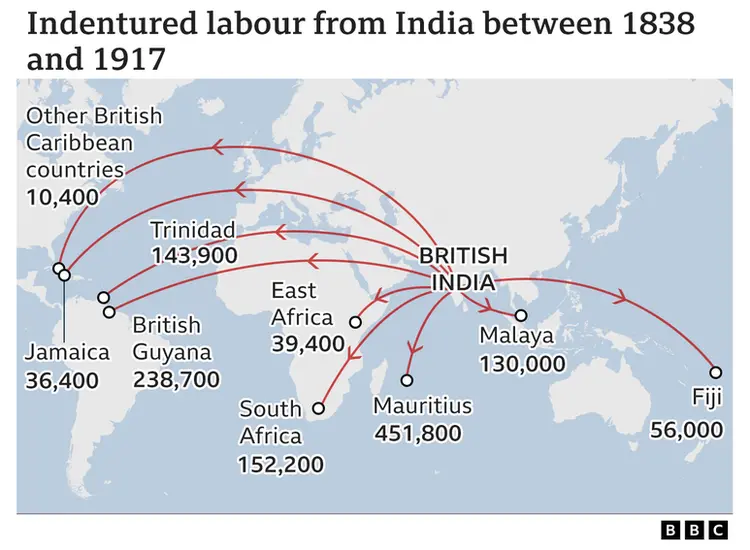 Indentured labour from India between 1838
and 1917
Other British
Caribbean
countries
10,400
Trinidad
143,900
BRITISH
INDIA
East
Africa
39,400
Jamaica
36,400
British
Guyana
238,700
Malaya
130,000
South
Africa
152,200
Mauritius
451,800
Fiji
56,000
BBC